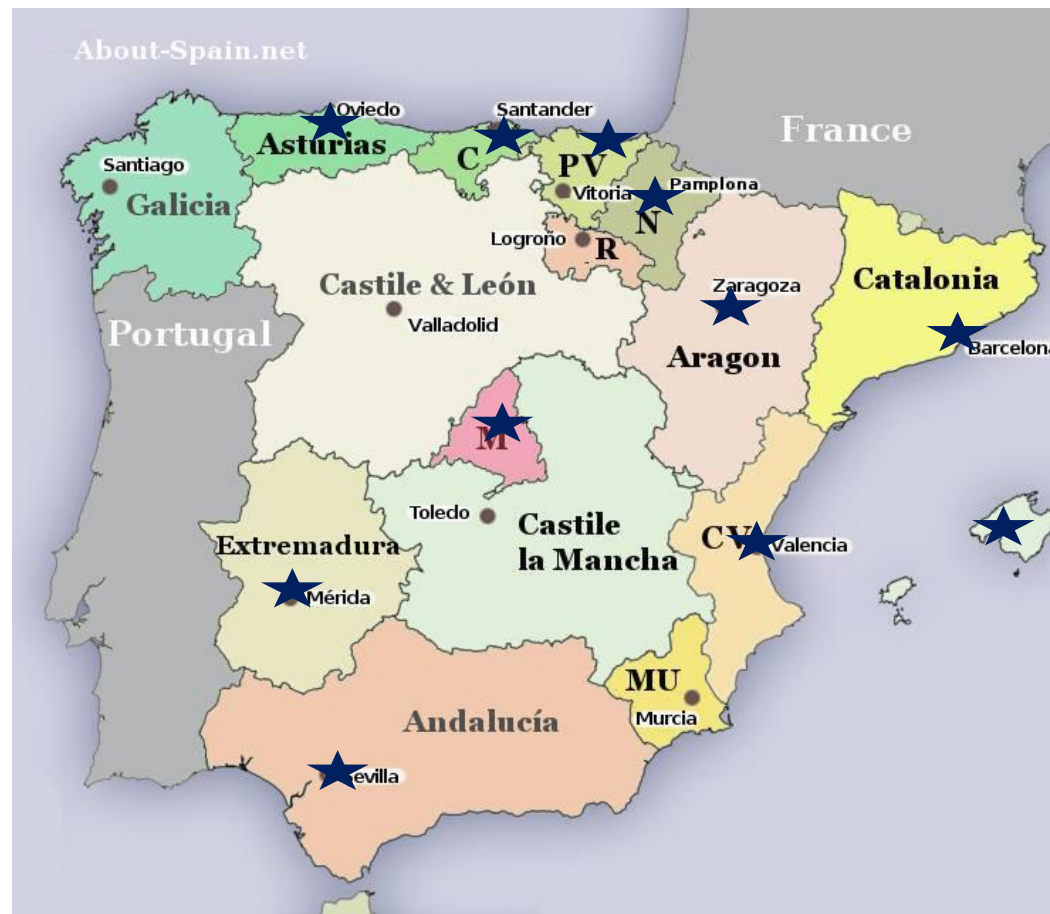 About-Spain.net
Oviedo
Santander
France
Asturias
C
PV
Santiago
Vitoria
Pamplona
Galicia
N
Logroño
R
Castile & León
Zaragoza
Catalonia
Valladolid
Portugal
Barcelona
Aragon
M
Toledo
Castile
la Mancha
Extremadura
CV
Valencia
Mérida
MU
Murcia
Andalucía
evilla